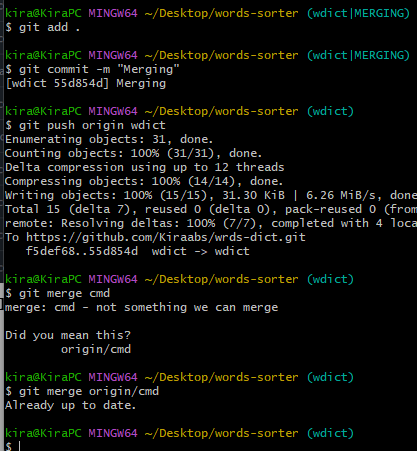 kira@KiraPC MINGW64 ~/Desktop/words-sorter (wdict|MERGING)
$ git add .
kira@KiraPC MINGW64 ~/Desktop/words-sorter (wdict|MERGING)
$ git commit -m "Merging"
[wdict 55d854d] Merging
kira@KiraPC MINGW64 ~/Desktop/words-sorter (wdict)
$ git push origin wdict
Enumerating objects: 31, done.
Counting objects: 100% (31/31), done.
Delta compression using up to 12 threads
Compressing objects: 100% (14/14), done.
Writing objects: 100% (15/15), 31.30 KiB | 6.26 MiB/s, done
Total 15 (delta 7), reused 0 (delta 0), pack-reused 0 (from
remote: Resolving deltas: 100% (7/7), completed with 4 loca
To https://github.com/Kiraabs/wrds-dict.git
f5def68..55d854d wdict -> wdict
kira@KiraPC MINGW64 ~/Desktop/words-sorter (wdict)
$ git merge cmd
merge: cmd - not something we can merge
Did you mean this?
origin/cmd
kira@KiraPC MINGW64 ~/Desktop/words-sorter (wdict)
$ git merge origin/cmd
Already up to date.
kira@KiraPC MINGW64 ~/Desktop/words-sorter (wdict)
$